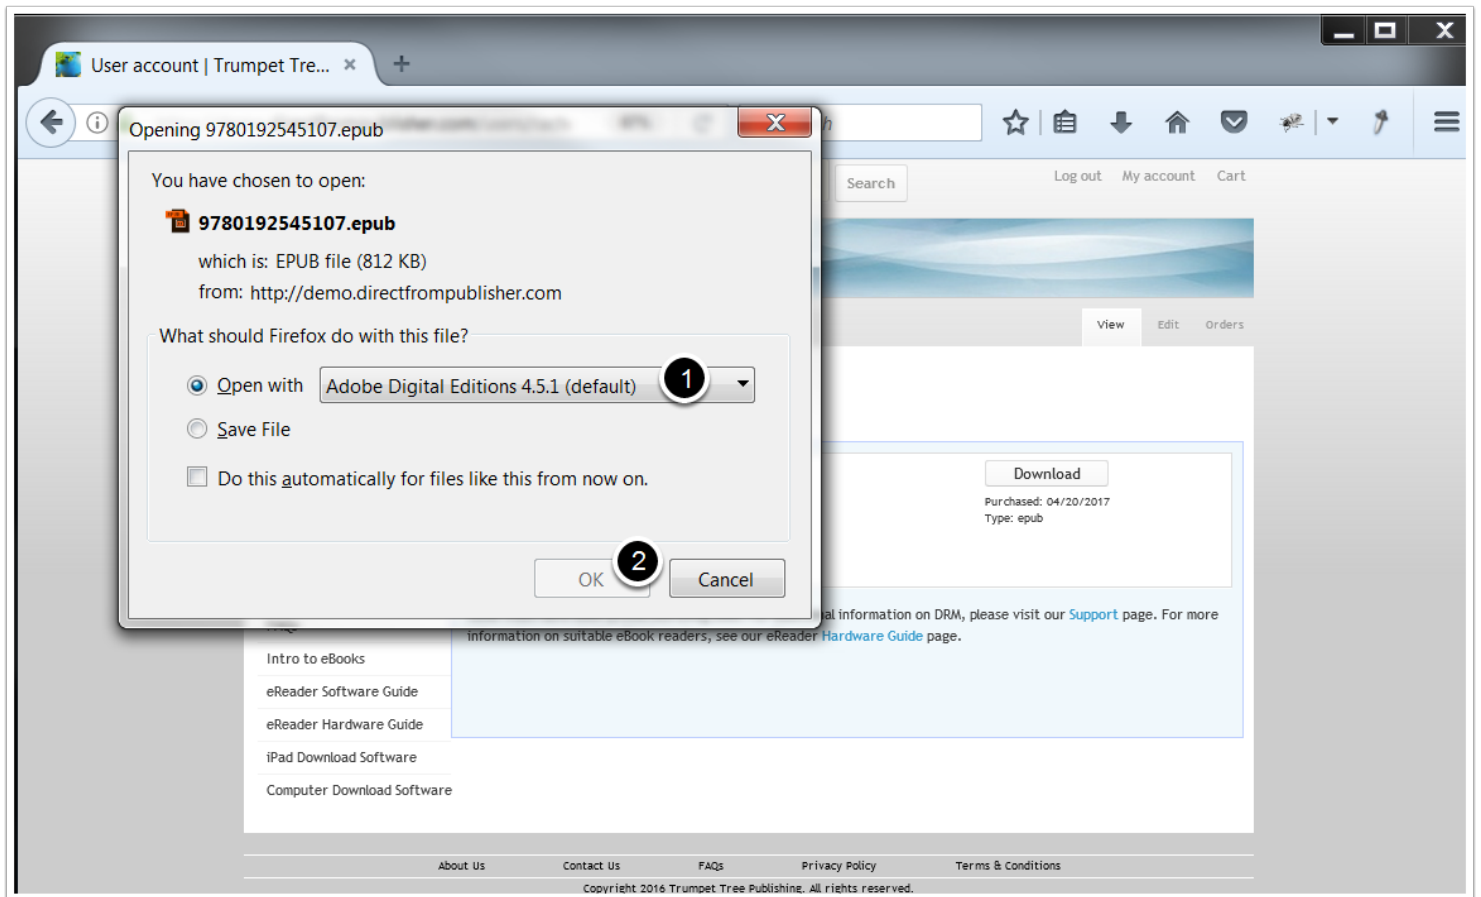 User account | Trumpet Tre...
Opening 9780192545107.epub
You have chosen to open:
9780192545107.epub
which is: EPUB file (812 KB)
from: http://demo.directfrompublisher.com
What should Firefox do with this file?
Open with Adobe Digital Editions 4.5.1 (default) 1
Save File
Do this automatically for files like this from now on.
2
OK Cancel
Search
Log out My account Cart
View Edit Orders
Download
Purchased: 04/20/2017
Type: epub
information on DRM, please visit our Support page. For more
information on suitable eBook readers, see our eReader Hardware Guide page.
Intro to eBooks
eReader Software Guide
eReader Hardware Guide
iPad Download Software
Computer Download Software
About Us Contact Us FAQs Privacy Policy Terms & Conditions
Copyright 2016 Trumpet Tree Publishing. All rights reserved.